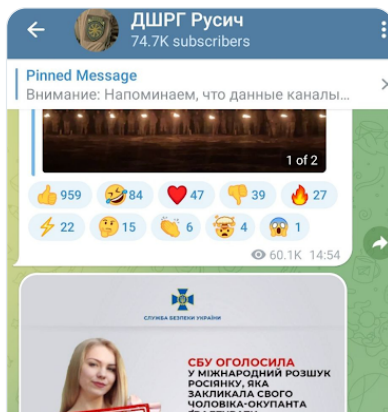 ДШРГ Русич
74.7K subscribers
Pinned Message
Внимание: Напоминаем, что данные каналы...
1 of 2
959 84 47 39 27
22 15 6 4 1
60.1K 14:54
СЛУЖБА БЕЗПЕКИ УКРАЇНИ
СБУ ОГОЛОСИЛА
У МІЖНАРОДНИЙ РОЗШУК
РОСІЯНКУ, ЯКА
ЗАКЛИКАЛА СВОГО
ЧОЛОВІКА-ОКУПАНТА